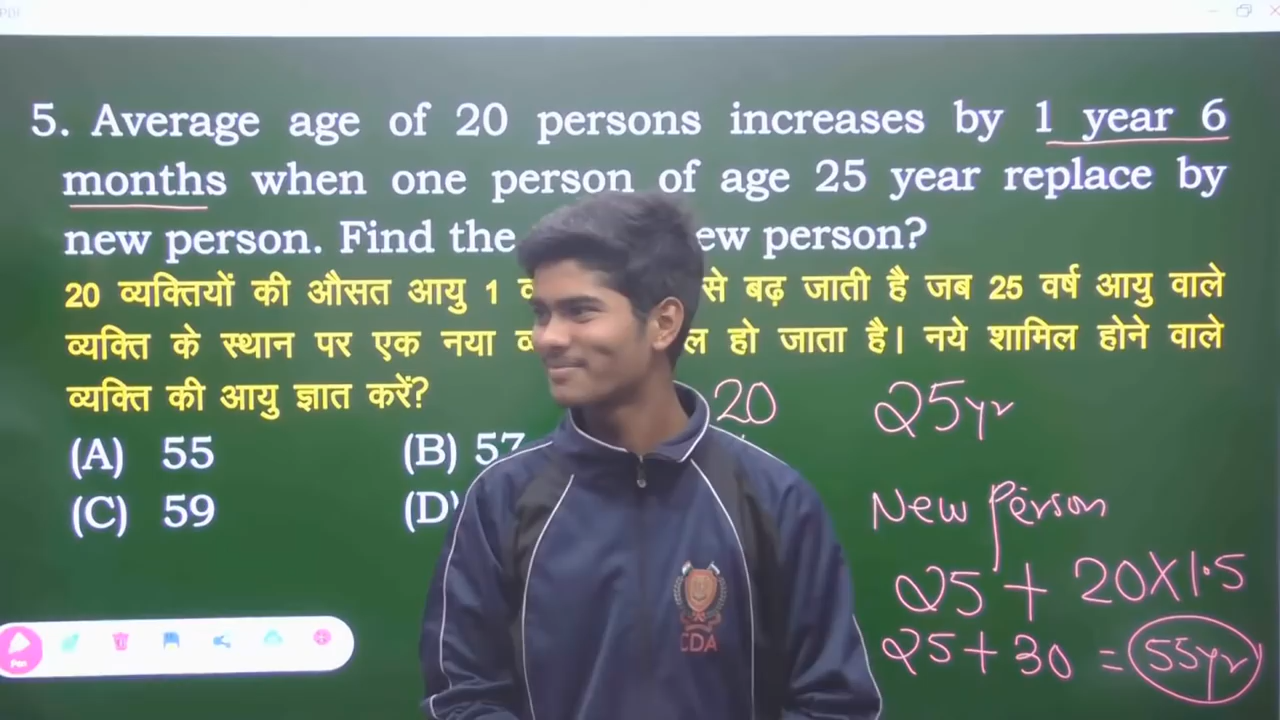 5. Average age of 20 persons increases by 1 year 6
months when one person of age 25 year replace by
new person. Find the ew person?
20 व्यक्तियों की औसत आयु 1 से बढ़ जाती है जब 25 वर्ष आयु वाले
व्यक्ति के स्थान पर एक नया हो जाता है। नये शामिल होने वाले
व्यक्ति की आयु ज्ञात करें?
20 25yr
(A) 55 (B) 57
(C) 59 (D)
New Person
25 + 20X1.5
25 + 30 = 55yr
Pen
CDA